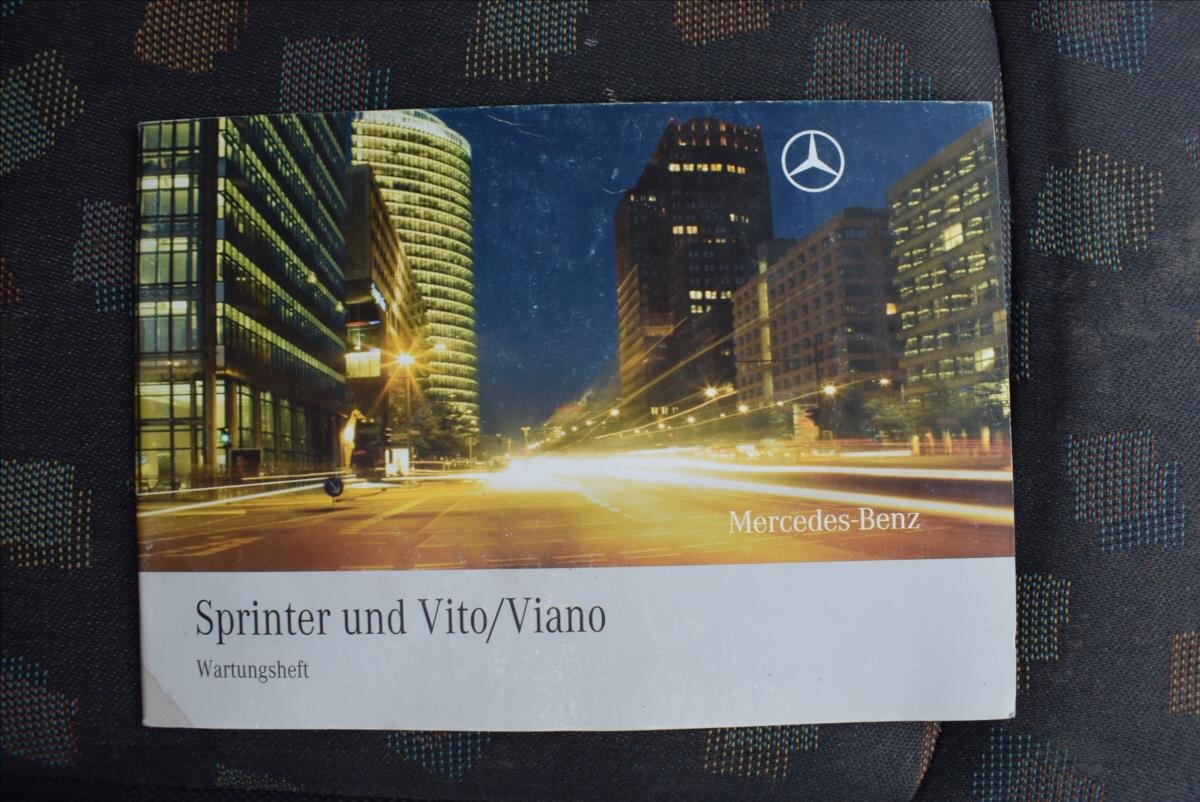 Mercedes-Benz
Sprinter und Vito/Viano
Wartungsheft